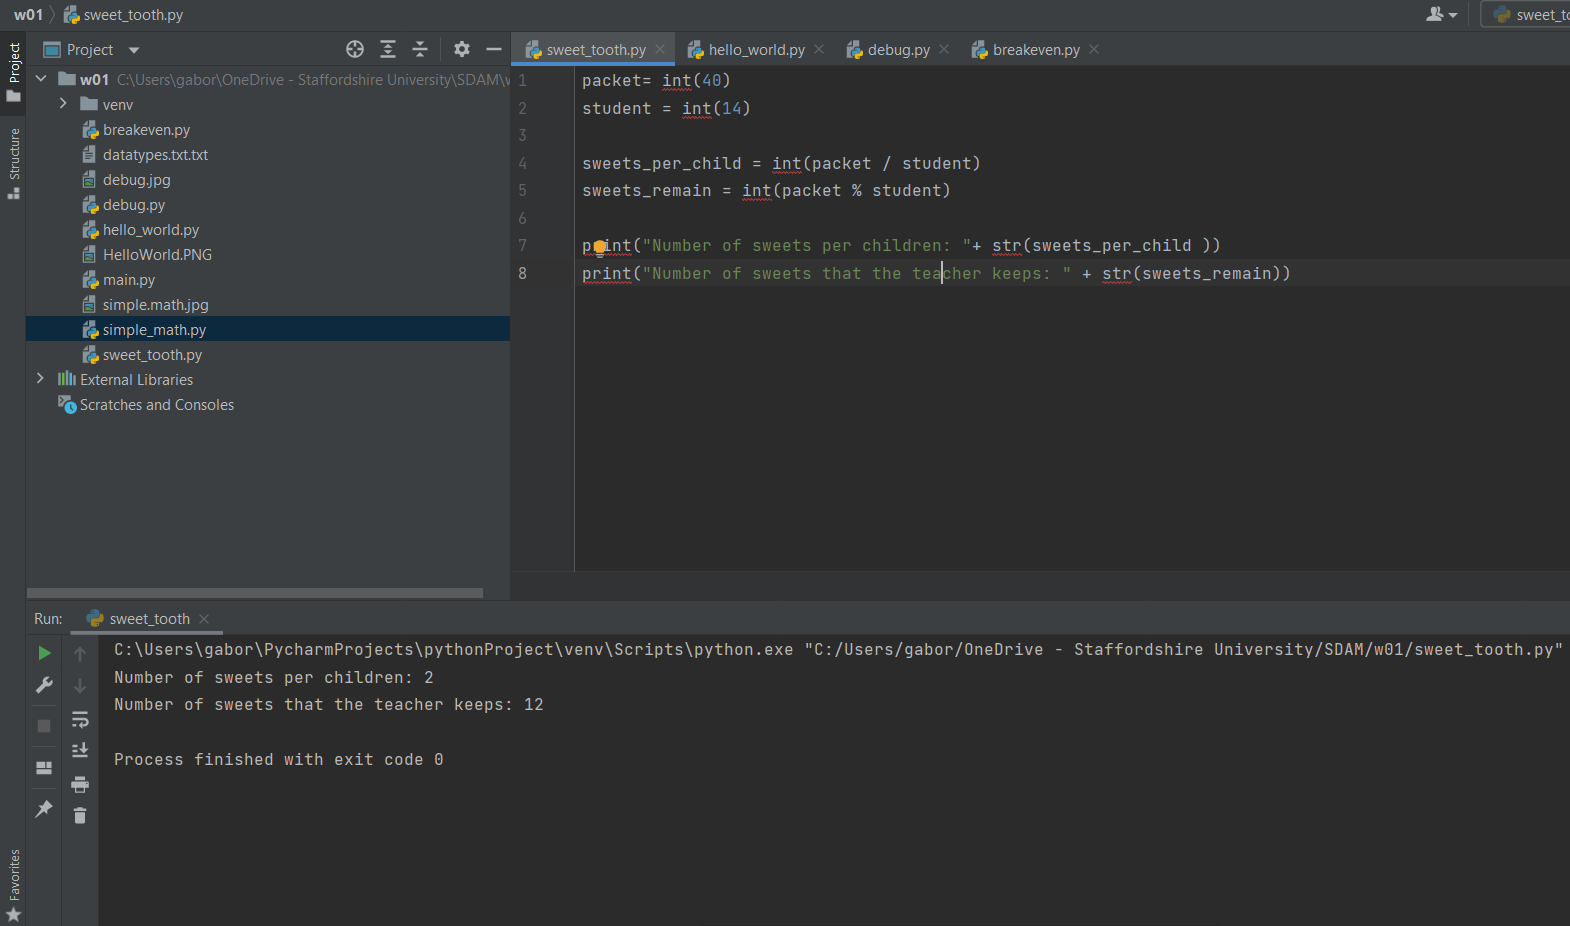 w01 sweet_tooth.py
sweet_to
Project
Project
sweet_tooth.py
hello_world.py
debug.py
breakeven.py
w01 C:\Users\gabor\OneDrive - Staffordshire University\SDAM\w
venv
breakeven.py
datatypes.txt.txt
debug.jpg
debug.py
hello_world.py
HelloWorld.PNG
main.py
simple.math.jpg
simple_math.py
sweet_tooth.py
External Libraries
Scratches and Consoles
Structure
1 packet= int(40)
2 student = int(14)
3
4 sweets_per_child = int(packet / student)
5 sweets_remain = int(packet % student)
6
7 print("Number of sweets per children: "+ str(sweets_per_child ))
8 print("Number of sweets that the teacher keeps: " + str(sweets_remain))
Run: sweet_tooth
C:\Users\gabor\PycharmProjects\pythonProject\venv\Scripts\python.exe "C:/Users/gabor/OneDrive - Staffordshire University/SDAM/w01/sweet_tooth.py"
Number of sweets per children: 2
Number of sweets that the teacher keeps: 12
Process finished with exit code 0
Favorites